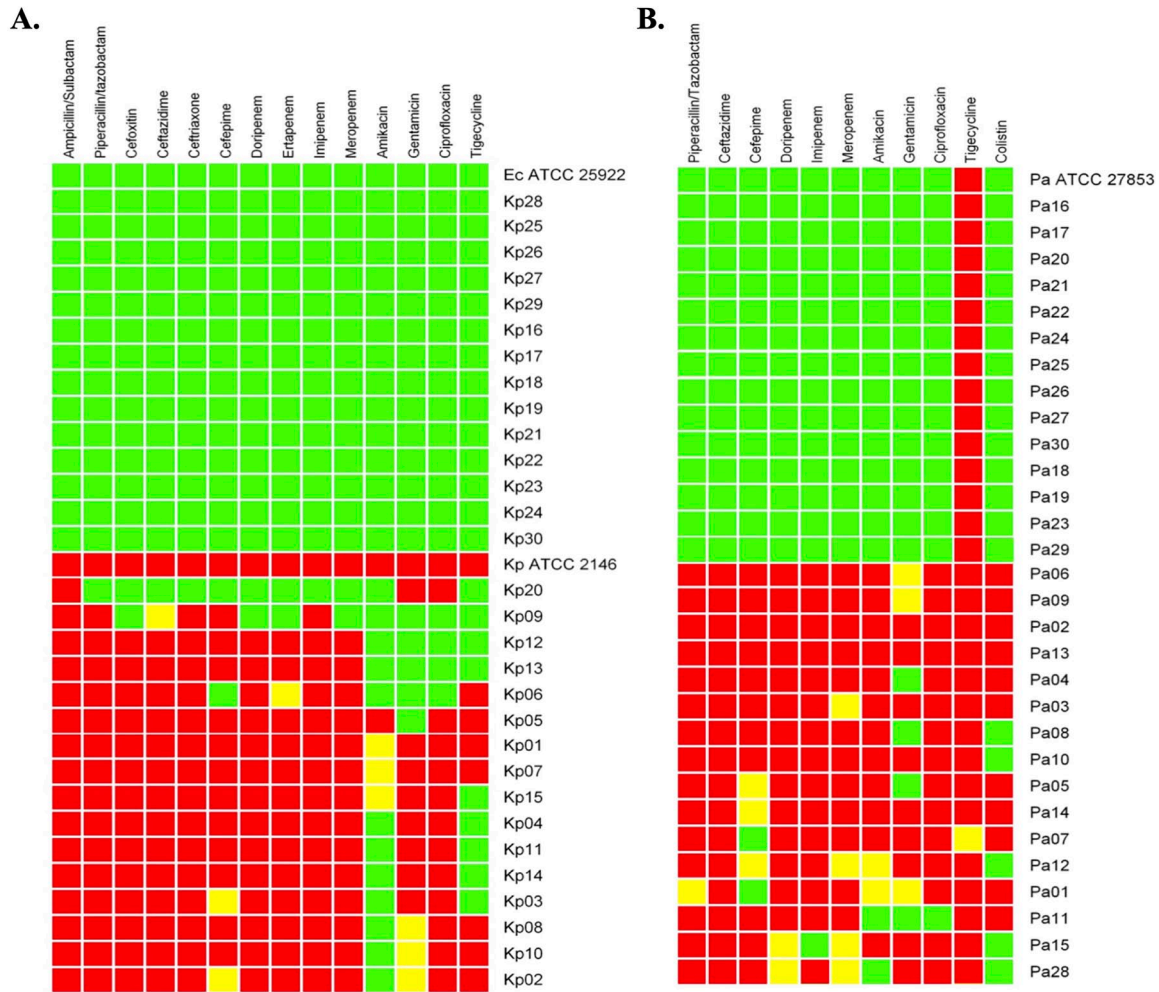 A.
Ampicillin/Sulbactam
Piperacillin/tazobactam
Cefoxitin
Ceftazidime
Ceftriaxone
Cefepime
Doripenem
Ertapenem
Imipenem
Meropenem
Amikacin
Gentamicin
Ciprofloxacin
Tigecycline
Ec ATCC 25922
Kp28
Kp25
Kp26
Kp27
Kp29
Kp16
Kp17
Kp18
Kp19
Kp21
Kp22
Kp23
Kp24
Kp30
Kp ATCC 2146
Kp20
Kp09
Kp12
Kp13
Kp06
Kp05
Kp01
Kp07
Kp15
Kp04
Kp11
Kp14
Kp03
Kp08
Kp10
Kp02
B.
Piperacillin/Tazobactam
Ceftazidime
Cefepime
Doripenem
Imipenem
Meropenem
Amikacin
Gentamicin
Ciprofloxacin
Tigecycline
Colistin
Pa ATCC 27853
Pa16
Pa17
Pa20
Pa21
Pa22
Pa24
Pa25
Pa26
Pa27
Pa30
Pa18
Pa19
Pa23
Pa29
Pa06
Pa09
Pa02
Pa13
Pa04
Pa03
Pa08
Pa10
Pa05
Pa14
Pa07
Pa12
Pa01
Pa11
Pa15
Pa28